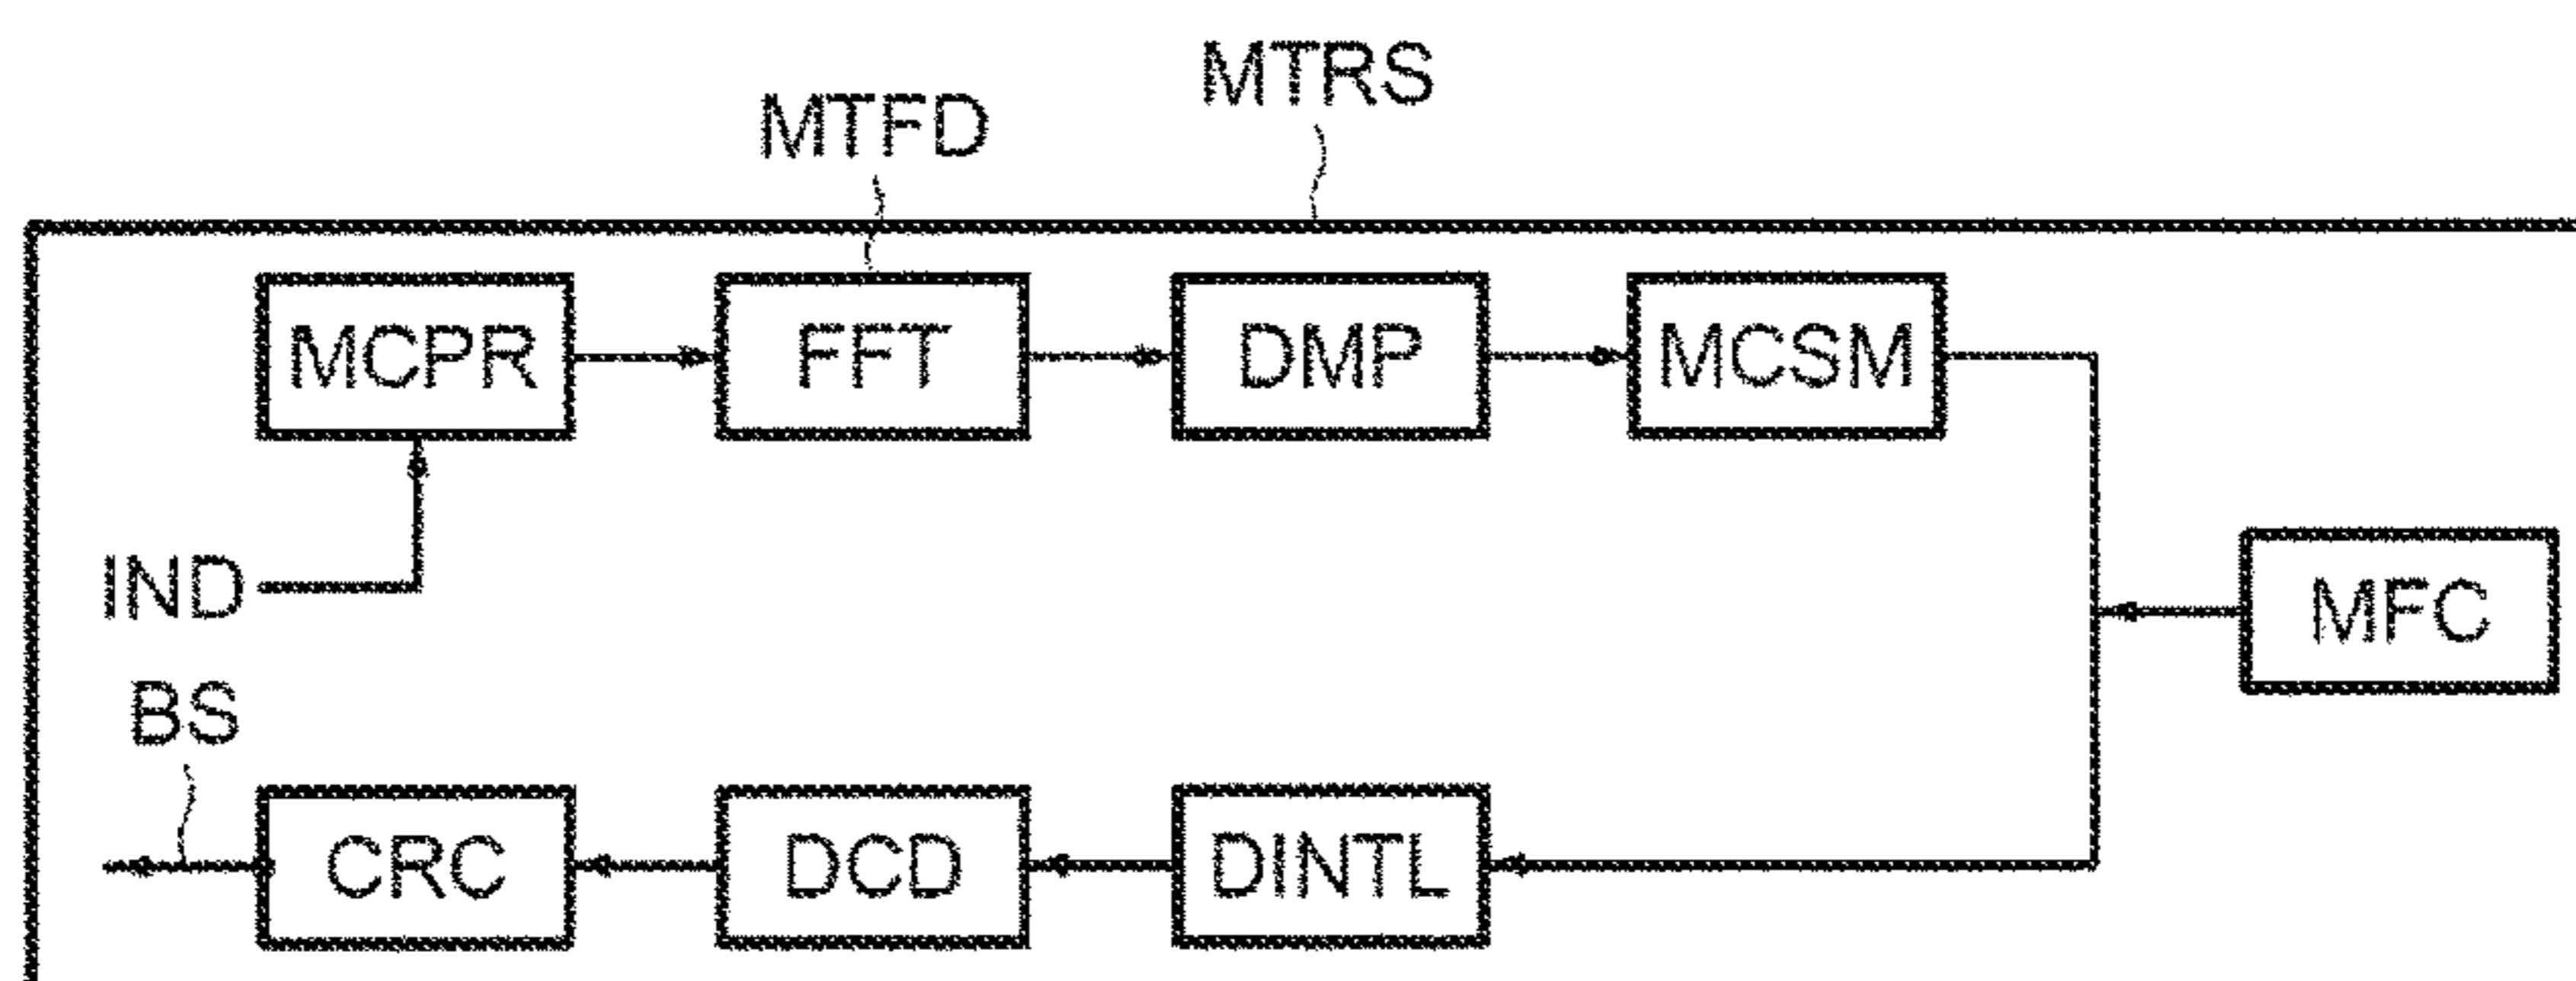 MTRS
MTFD
MCPR FFT DMP MCSM
IND
MFC
BS
CRC DCD DINTL